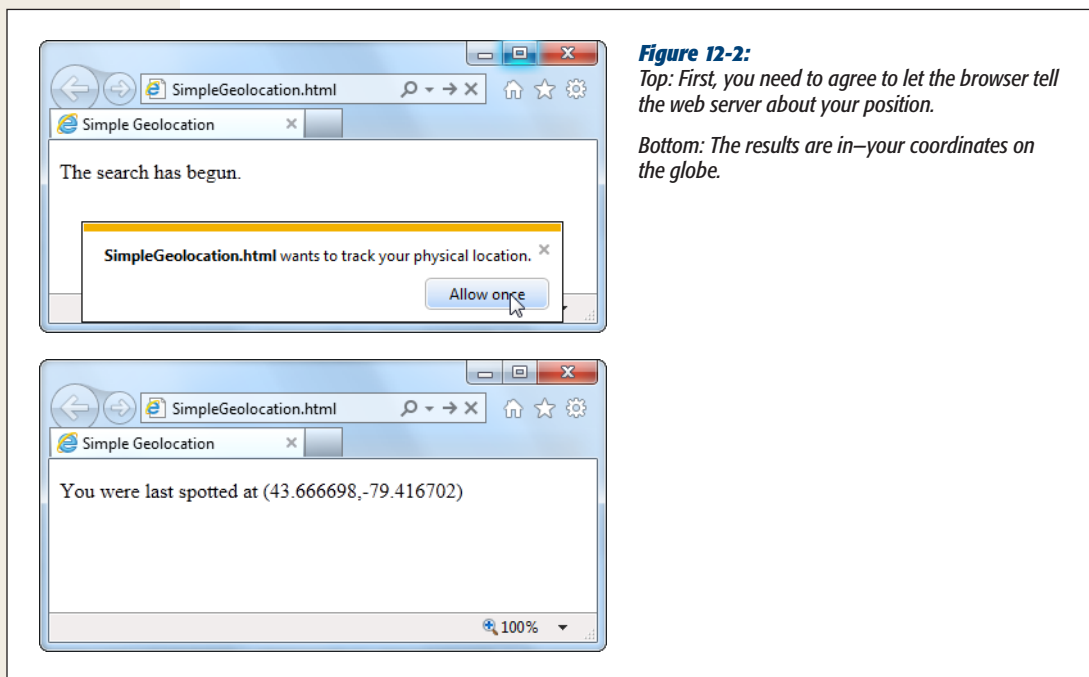 SimpleGeolocation.html
Simple Geolocation
The search has begun.
SimpleGeolocation.html wants to track your physical location.
Allow once
SimpleGeolocation.html
Simple Geolocation
You were last spotted at (43.666698,-79.416702)
100%
Figure 12-2:
Top: First, you need to agree to let the browser tell
the web server about your position.
Bottom: The results are in—your coordinates on
the globe.